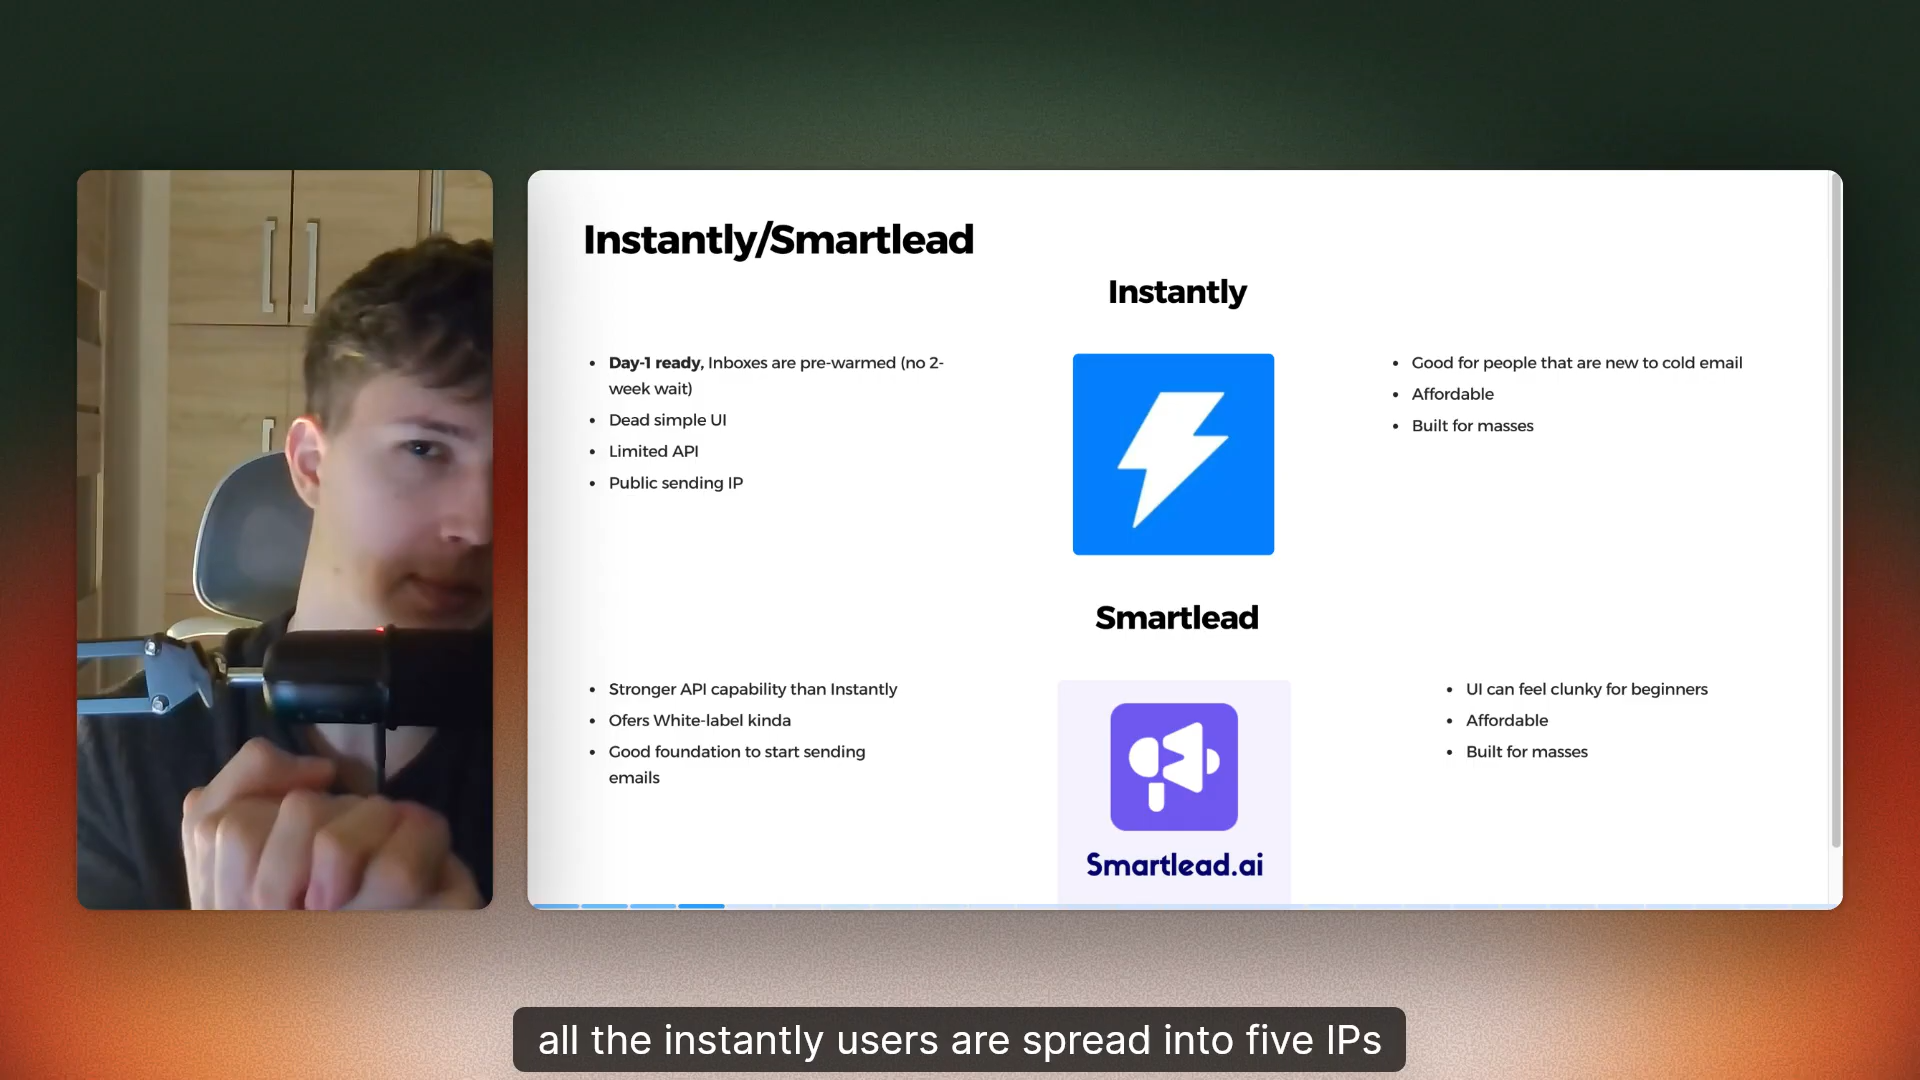 Instantly/Smartlead
Instantly
• Day-1 ready, Inboxes are pre-warmed (no 2-
week wait)
• Dead simple UI
• Limited API
• Public sending IP
• Good for people that are new to cold email
• Affordable
• Built for masses
Smartlead
• Stronger API capability than Instantly
• Ofers White-label kinda
• Good foundation to start sending
emails
Smartlead.ai
• UI can feel clunky for beginners
• Affordable
• Built for masses
all the instantly users are spread into five IPs